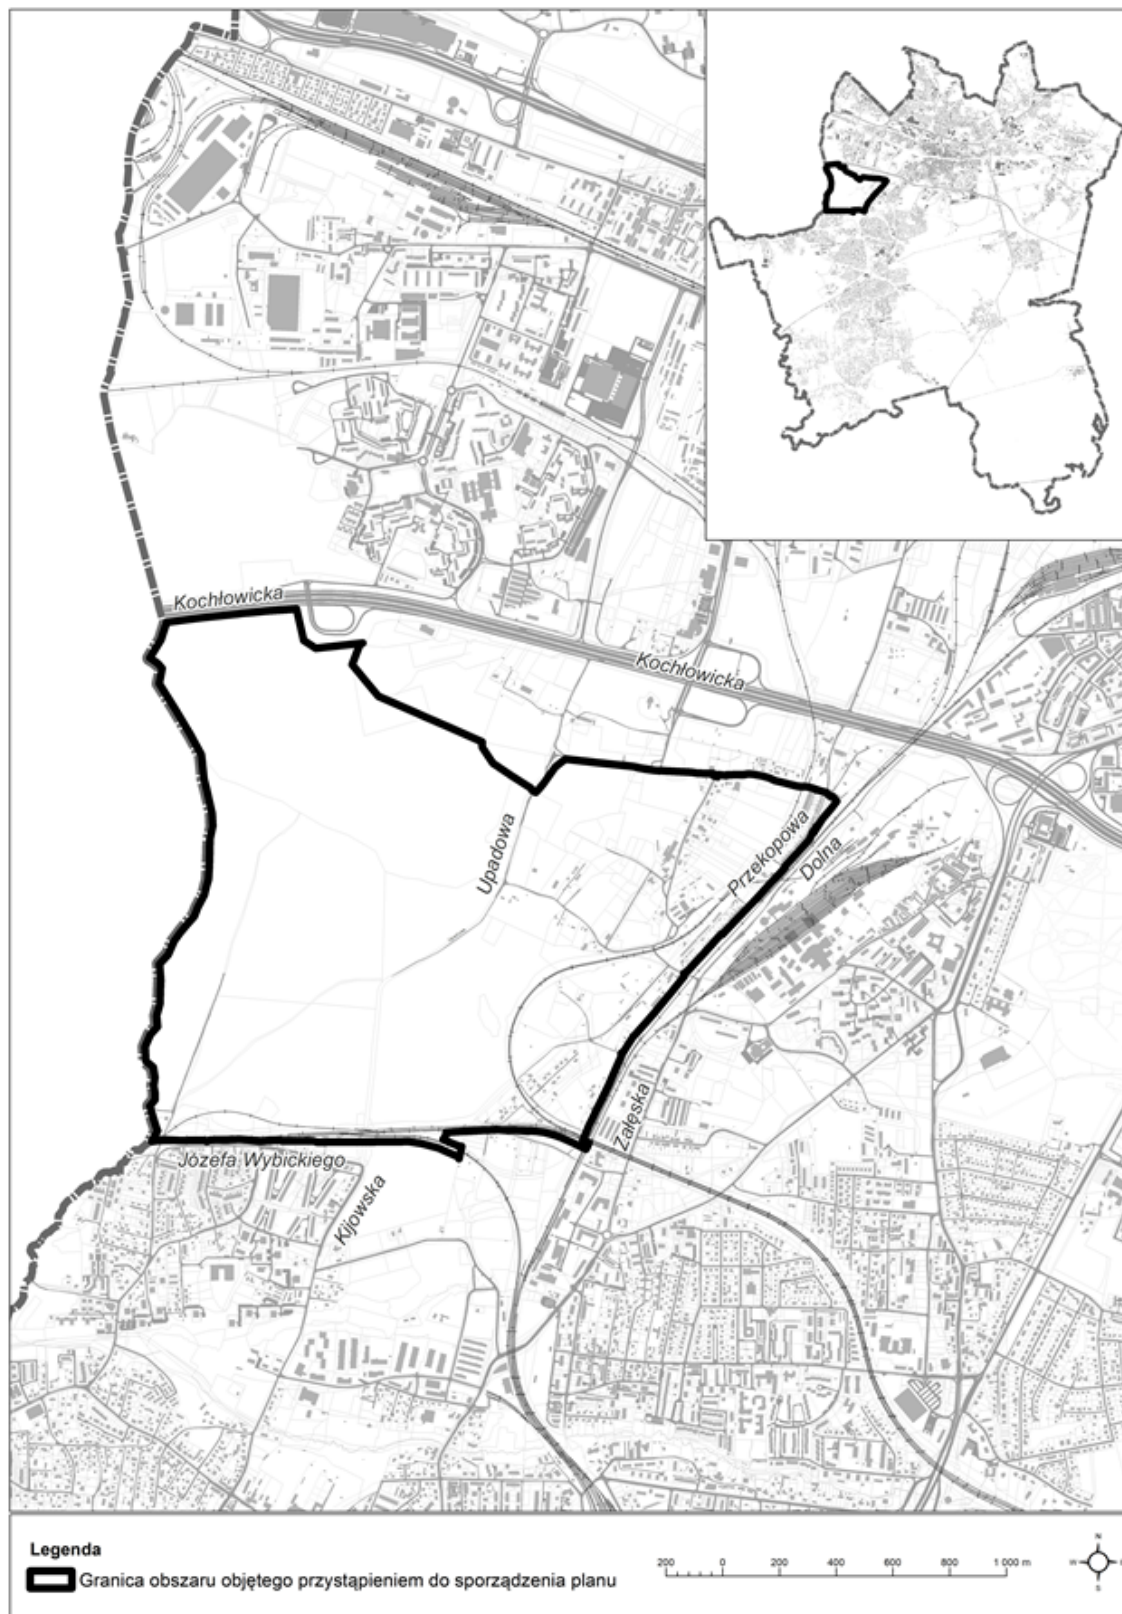 Kochłowicka
Kochłowicka
Upadowa
Przekopowa
Dolna
Załęska
Józefa Wybickiego
Kijowska
Legenda
Granica obszaru objętego przystąpieniem do sporządzenia planu
200 0 200 400 600 800 1 000 m
N
W
S